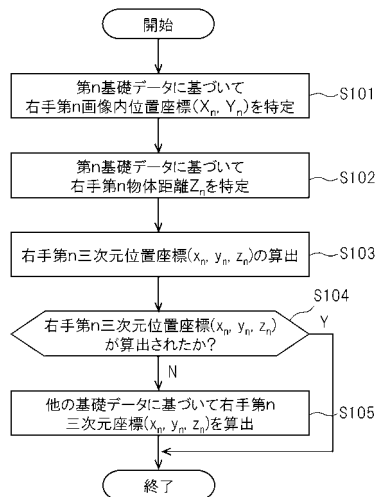 開始
第n基礎データに基づいて
右手第n画像内位置座標(Xn, Yn)を特定
S101
第n基礎データに基づいて
右手第n物体距離Znを特定
S102
右手第n三次元位置座標(xn, yn, zn)の算出
S103
S104
右手第n三次元位置座標(xn, yn, zn)
が算出されたか?
Y
N
他の基礎データに基づいて右手第n
三次元座標(xn, yn, zn)を算出
S105
終了